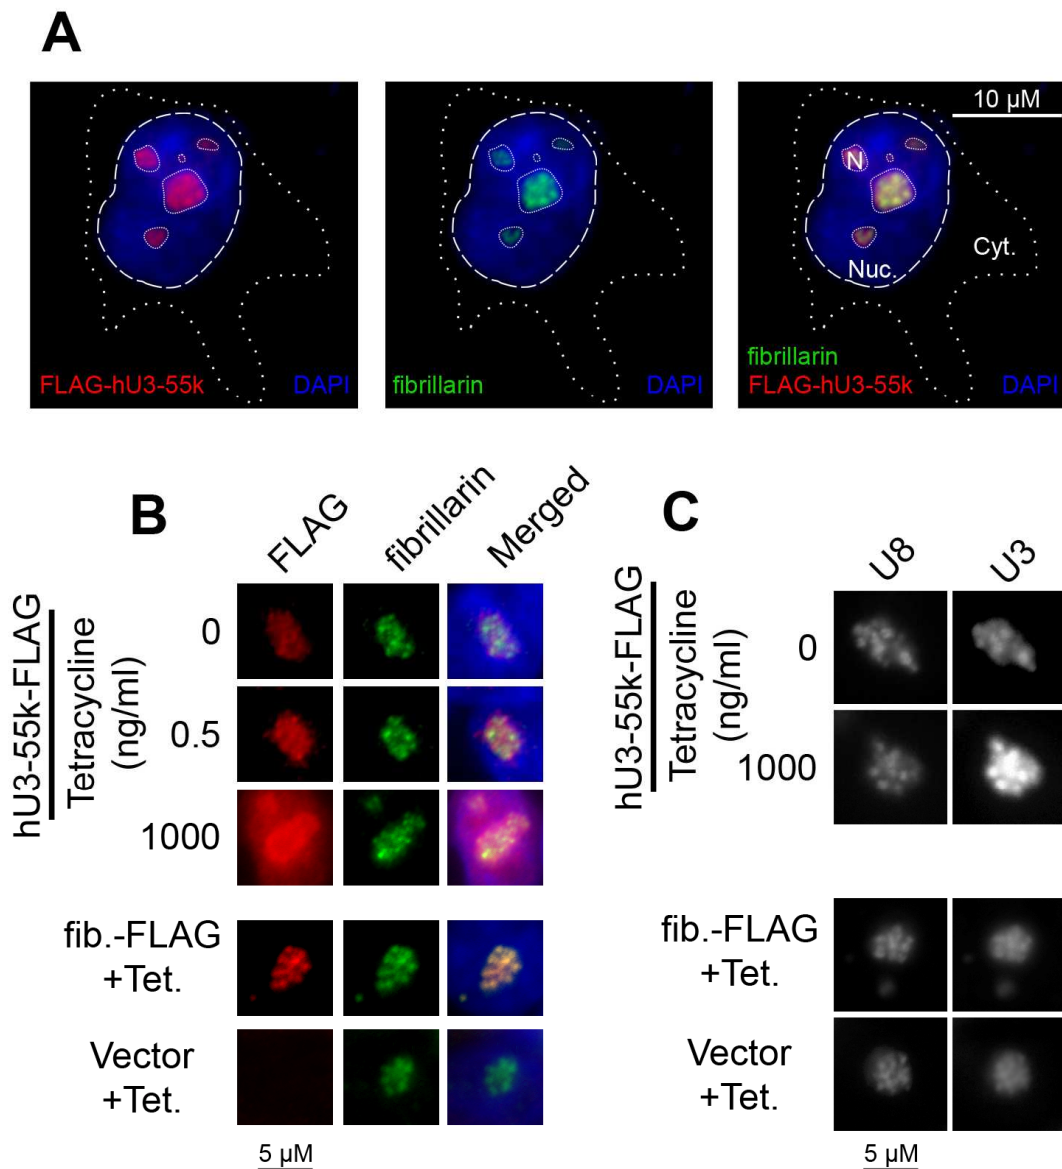 A
FLAG-hU3-55k
DAPI
fibrillarin
DAPI
10 µM
N
Nuc.
Cyt.
fibrillarin
FLAG-hU3-55k
DAPI
B
FLAG
fibrillarin
Merged
hU3-55k-FLAG
Tetracycline
(ng/ml)
0
0.5
1000
fib.-FLAG
+Tet.
Vector
+Tet.
5 µM
C
U8
U3
hU3-55k-FLAG
Tetracycline
(ng/ml)
0
1000
fib.-FLAG
+Tet.
Vector
+Tet.
5 µM